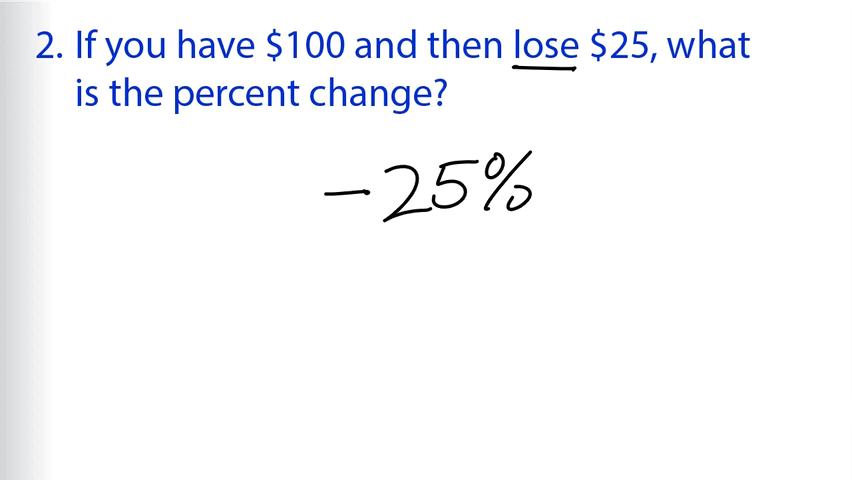 2. If you have $100 and then lose $25, what
is the percent change?
-25%